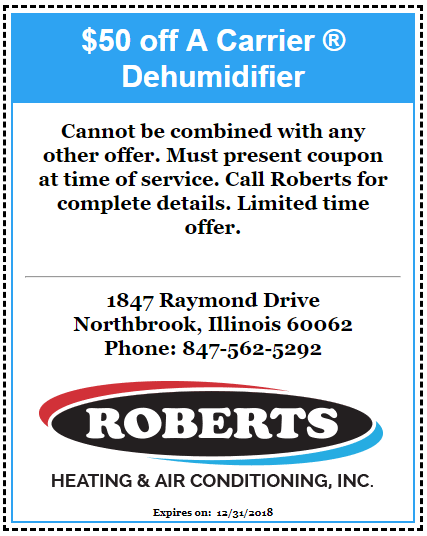 $50 off A Carrier ®
Dehumidifier
Cannot be combined with any
other offer. Must present coupon
at time of service. Call Roberts for
complete details. Limited time
offer.
1847 Raymond Drive
Northbrook, Illinois 60062
Phone: 847-562-5292
ROBERTS
HEATING & AIR CONDITIONING, INC.
Expires on: 12/31/2018